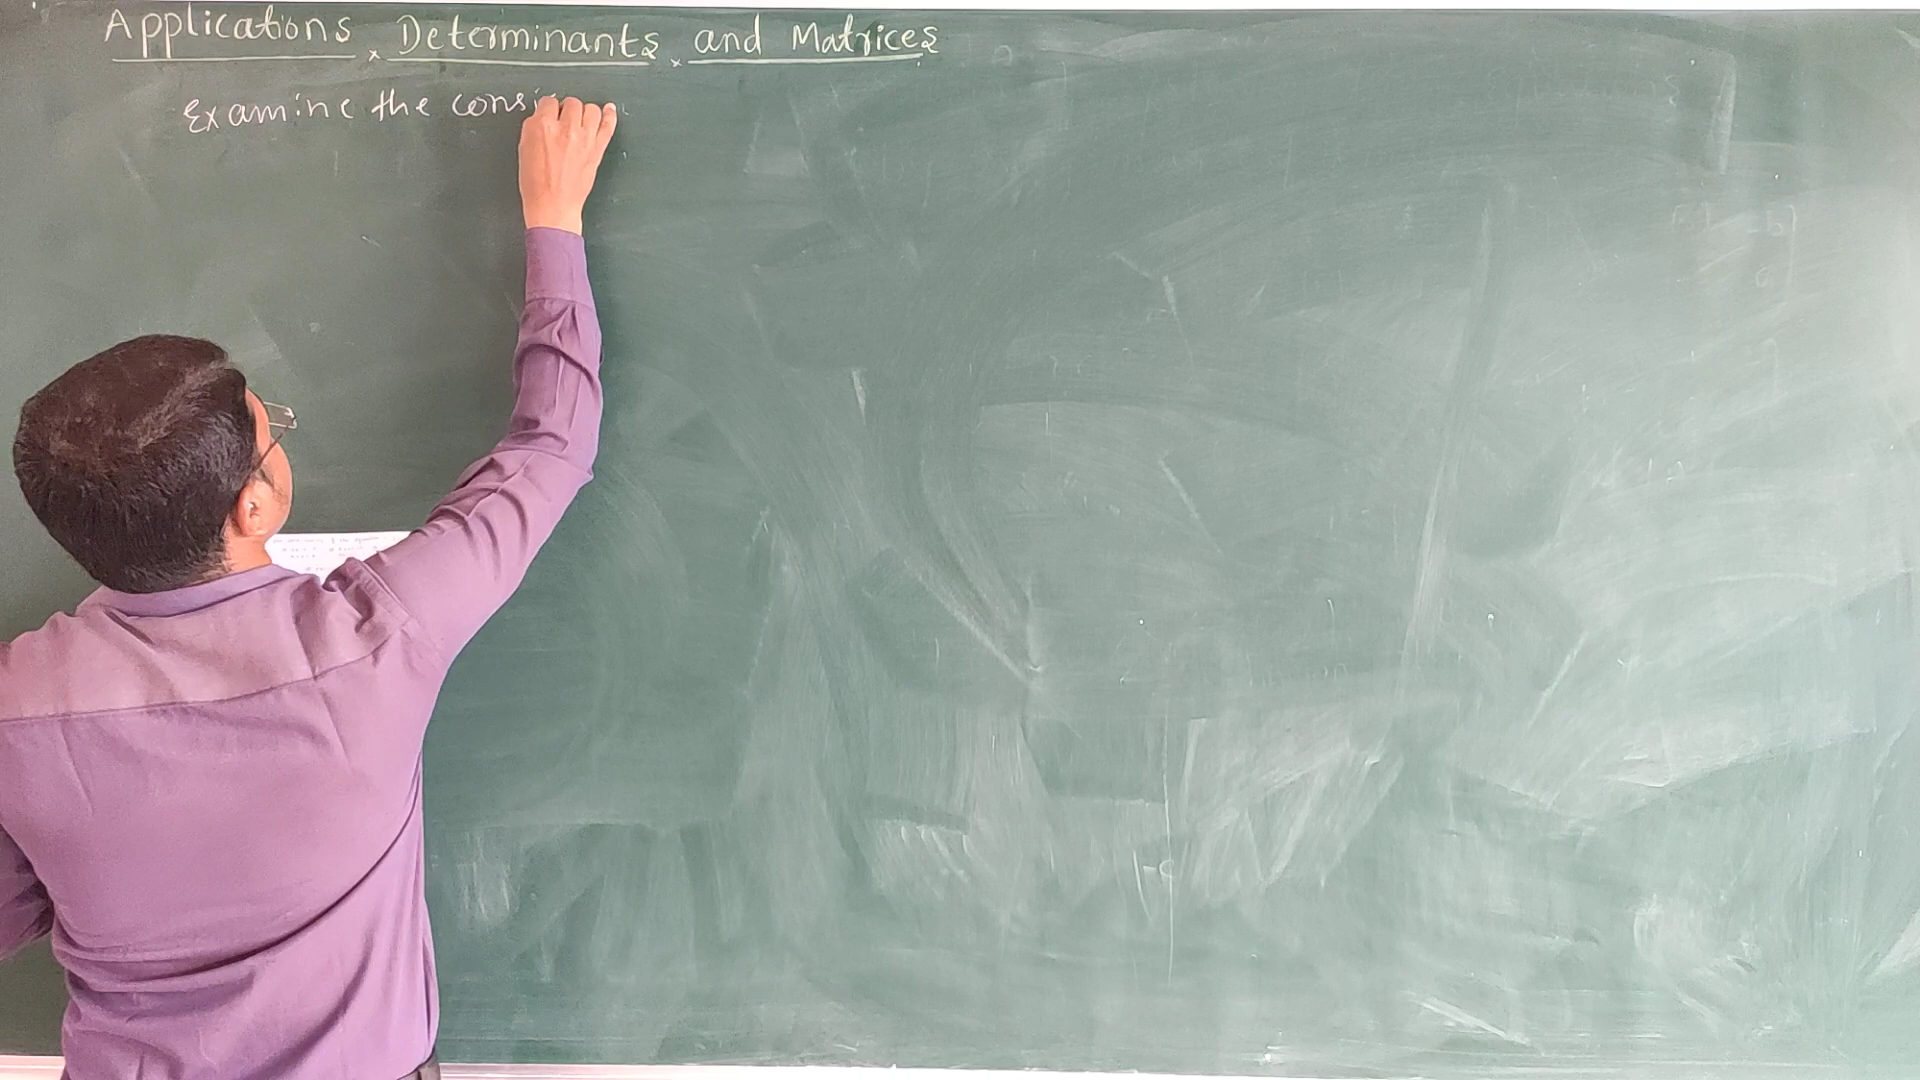 Applications Determinants and Matrices
Examine the consi